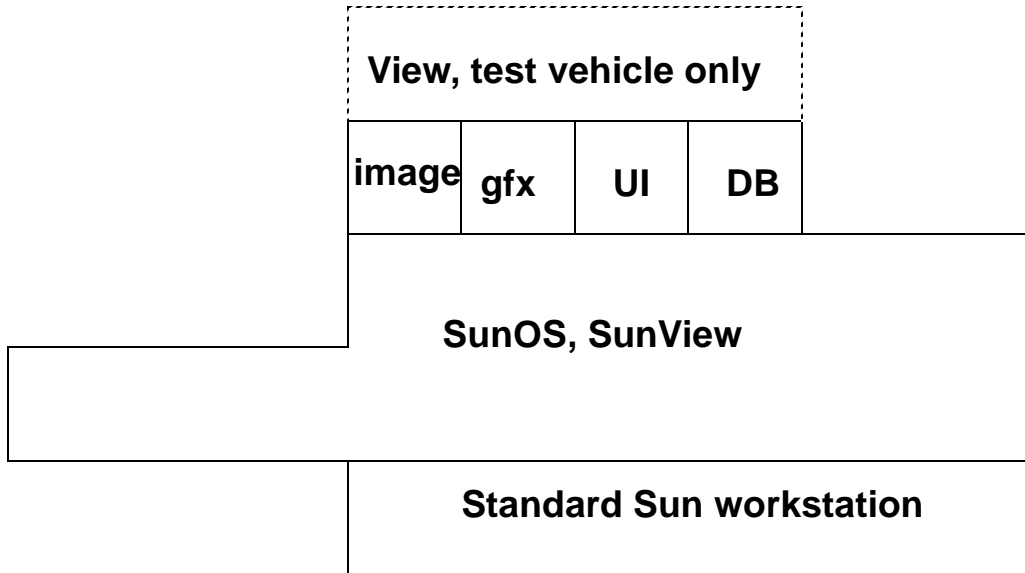 View, test vehicle only
image
gfx
UI
DB
SunOS, SunView
Standard Sun workstation